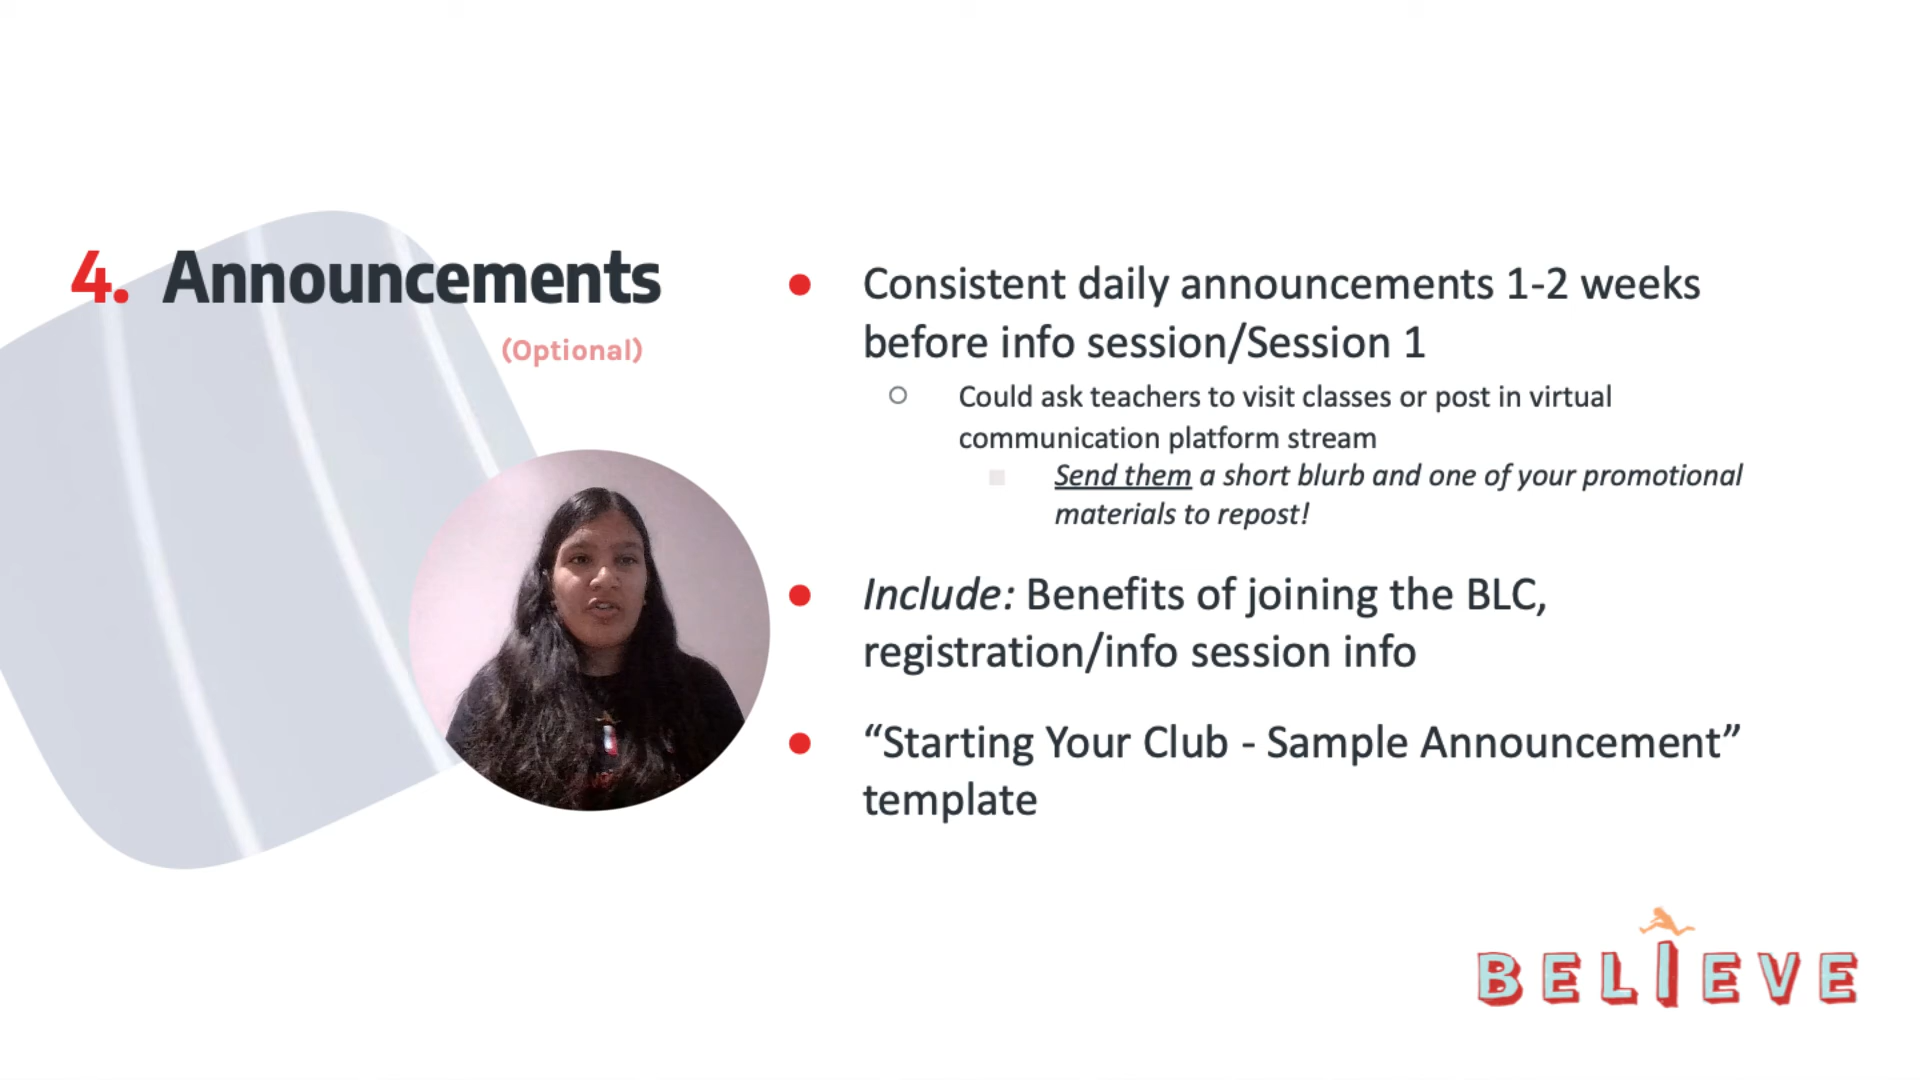 4. Announcements
(Optional)
● Consistent daily announcements 1-2 weeks
before info session/Session 1
○ Could ask teachers to visit classes or post in virtual
communication platform stream
■ Send them a short blurb and one of your promotional
materials to repost!
● Include: Benefits of joining the BLC,
registration/info session info
● “Starting Your Club - Sample Announcement”
template
BELIEVE